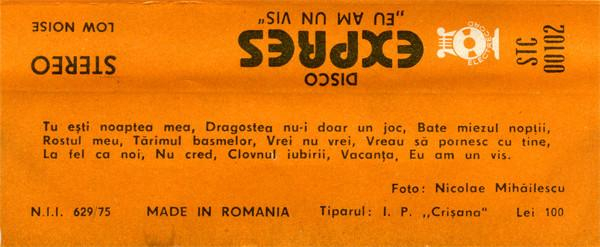 STC
00102
ELECTRECORD
DISCO
EXPRES
„EU AM UN VIS”
STEREO
LOW NOISE
Tu ești noaptea mea, Dragostea nu-i doar un joc, Bate miezul nopții,
Rostul meu, Tărîmul basmelor, Vrei nu vrei, Vreau să pornesc cu tine,
La fel ca noi, Nu cred, Clovnul iubirii, Vacanța, Eu am un vis.
Foto: Nicolae Mihăilescu
N.I.I. 629/75 MADE IN ROMANIA Tiparul: I. P. „Crișana” Lei 100